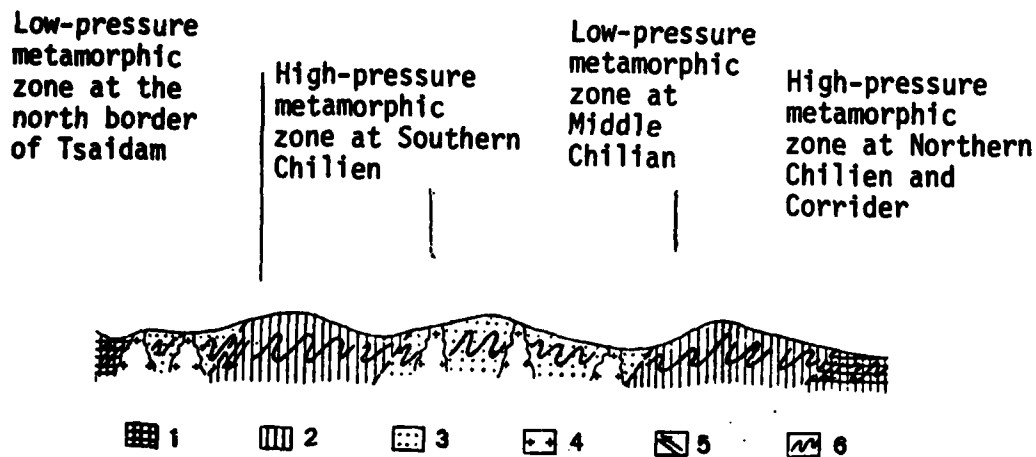 Low-pressure
metamorphic
zone at the
north border
of Tsaidam
High-pressure
metamorphic
zone at Southern
Chilien
Low-pressure
metamorphic
zone at
Middle
Chilian
High-pressure
metamorphic
zone at Northern
Chilien and
Corrider
1 2 3 4 5 6